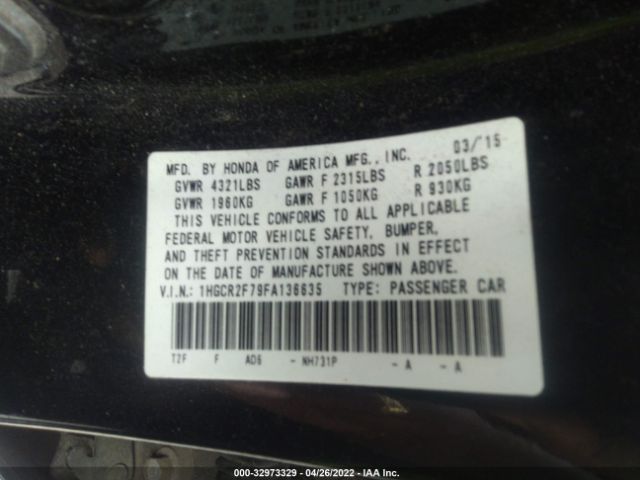 MFD. BY HONDA OF AMERICA MFG., INC. 03/'15
GVWR 4321LBS GAWR F 2315LBS R 2050LBS
GVWR 1960KG GAWR F 1050KG R 930KG
THIS VEHICLE CONFORMS TO ALL APPLICABLE
FEDERAL MOTOR VEHICLE SAFETY, BUMPER,
AND THEFT PREVENTION STANDARDS IN EFFECT
ON THE DATE OF MANUFACTURE SHOWN ABOVE.
V.I.N.: 1HGCR2F79FA136635 TYPE: PASSENGER CAR
T2F F AD6 - NH731P - A - A
000-32973329 - 04/26/2022 - IAA Inc.